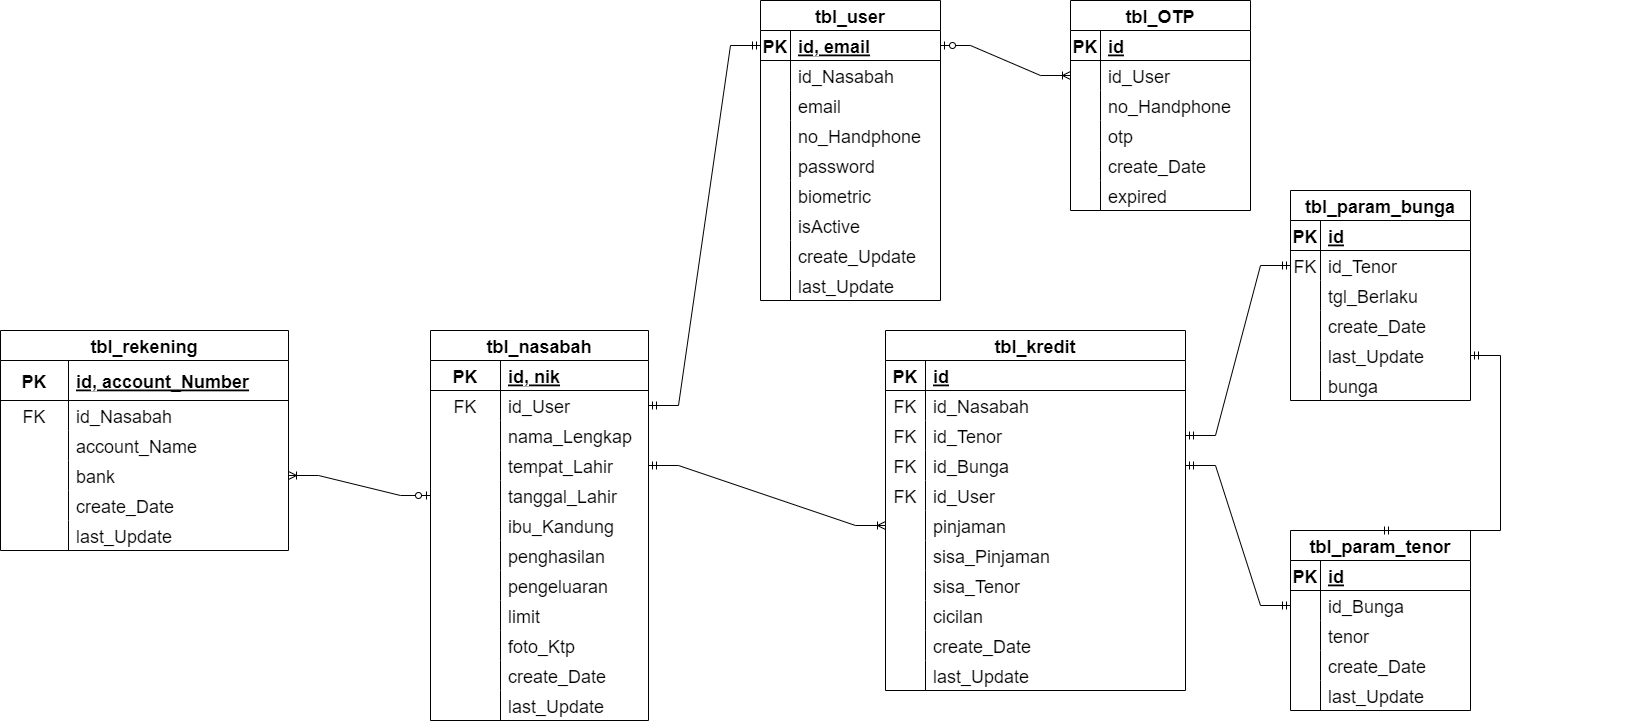 tbl_user
PK id, email
id_Nasabah
email
no_Handphone
password
biometric
isActive
create_Update
last_Update
tbl_OTP
PK id
id_User
no_Handphone
otp
create_Date
expired
tbl_param_bunga
PK id
FK id_Tenor
tgl_Berlaku
create_Date
last_Update
bunga
tbl_rekening
PK id, account_Number
FK id_Nasabah
account_Name
bank
create_Date
last_Update
tbl_nasabah
PK id, nik
FK id_User
nama_Lengkap
tempat_Lahir
tanggal_Lahir
ibu_Kandung
penghasilan
pengeluaran
limit
foto_Ktp
create_Date
last_Update
tbl_kredit
PK id
FK id_Nasabah
FK id_Tenor
FK id_Bunga
FK id_User
pinjaman
sisa_Pinjaman
sisa_Tenor
cicilan
create_Date
last_Update
tbl_param_tenor
PK id
id_Bunga
tenor
create_Date
last_Update